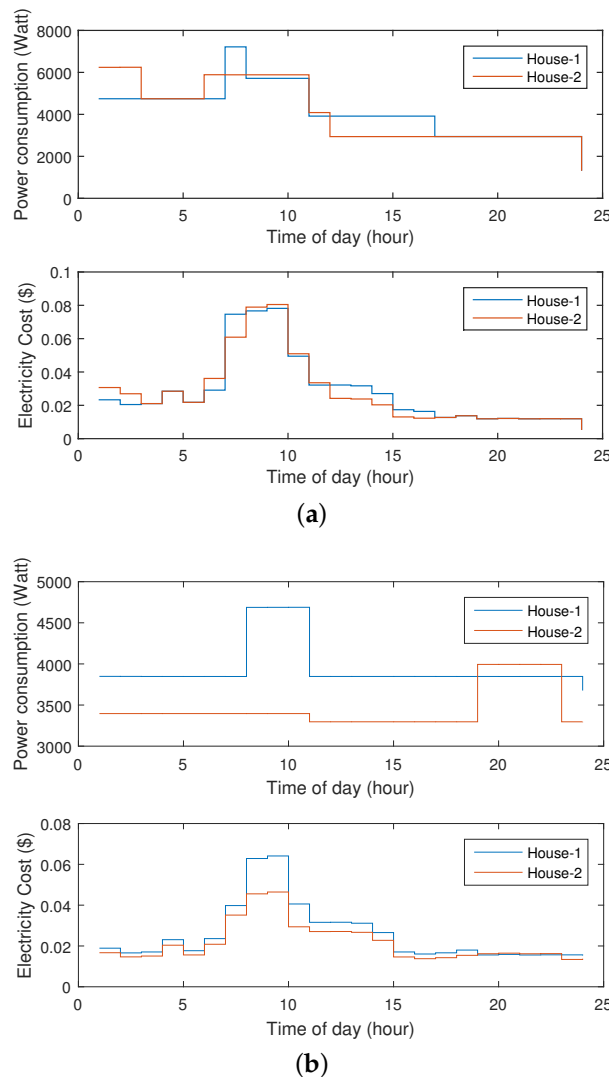 Power consumption (Watt)
8000
6000
4000
2000
0
0 5 10 15 20 25
Time of day (hour)
House-1
House-2
Electricity Cost ($)
0.1
0.08
0.06
0.04
0.02
0
0 5 10 15 20 25
Time of day (hour)
House-1
House-2
(a)
Power consumption (Watt)
5000
4500
4000
3500
3000
0 5 10 15 20 25
Time of day (hour)
House-1
House-2
Electricity Cost ($)
0.08
0.06
0.04
0.02
0
0 5 10 15 20 25
Time of day (hour)
House-1
House-2
(b)